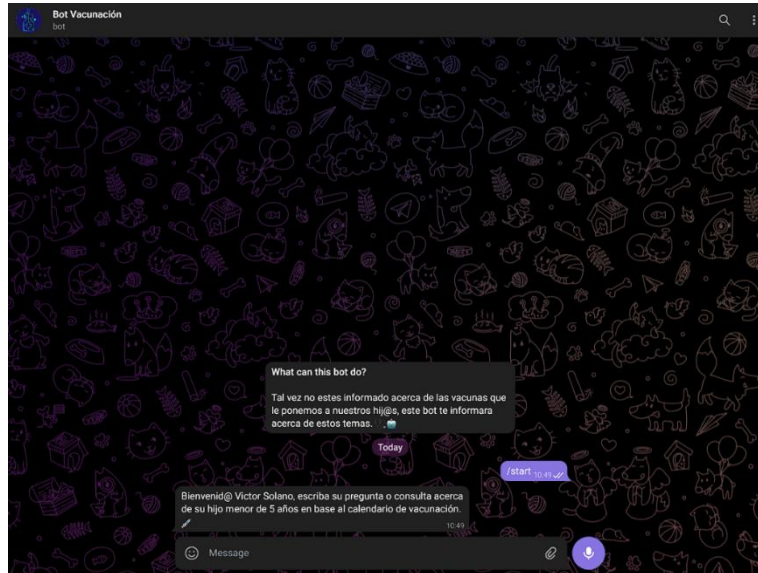 Bot Vacunación
bot
What can this bot do?
Tal vez no estes informado acerca de las vacunas que
le ponemos a nuestros hij@s, este bot te informara
acerca de estos temas.
Today
/start 10:49
Bienvenid@ Victor Solano, escriba su pregunta o consulta acerca
de su hijo menor de 5 años en base al calendario de vacunación.
10:49
Message